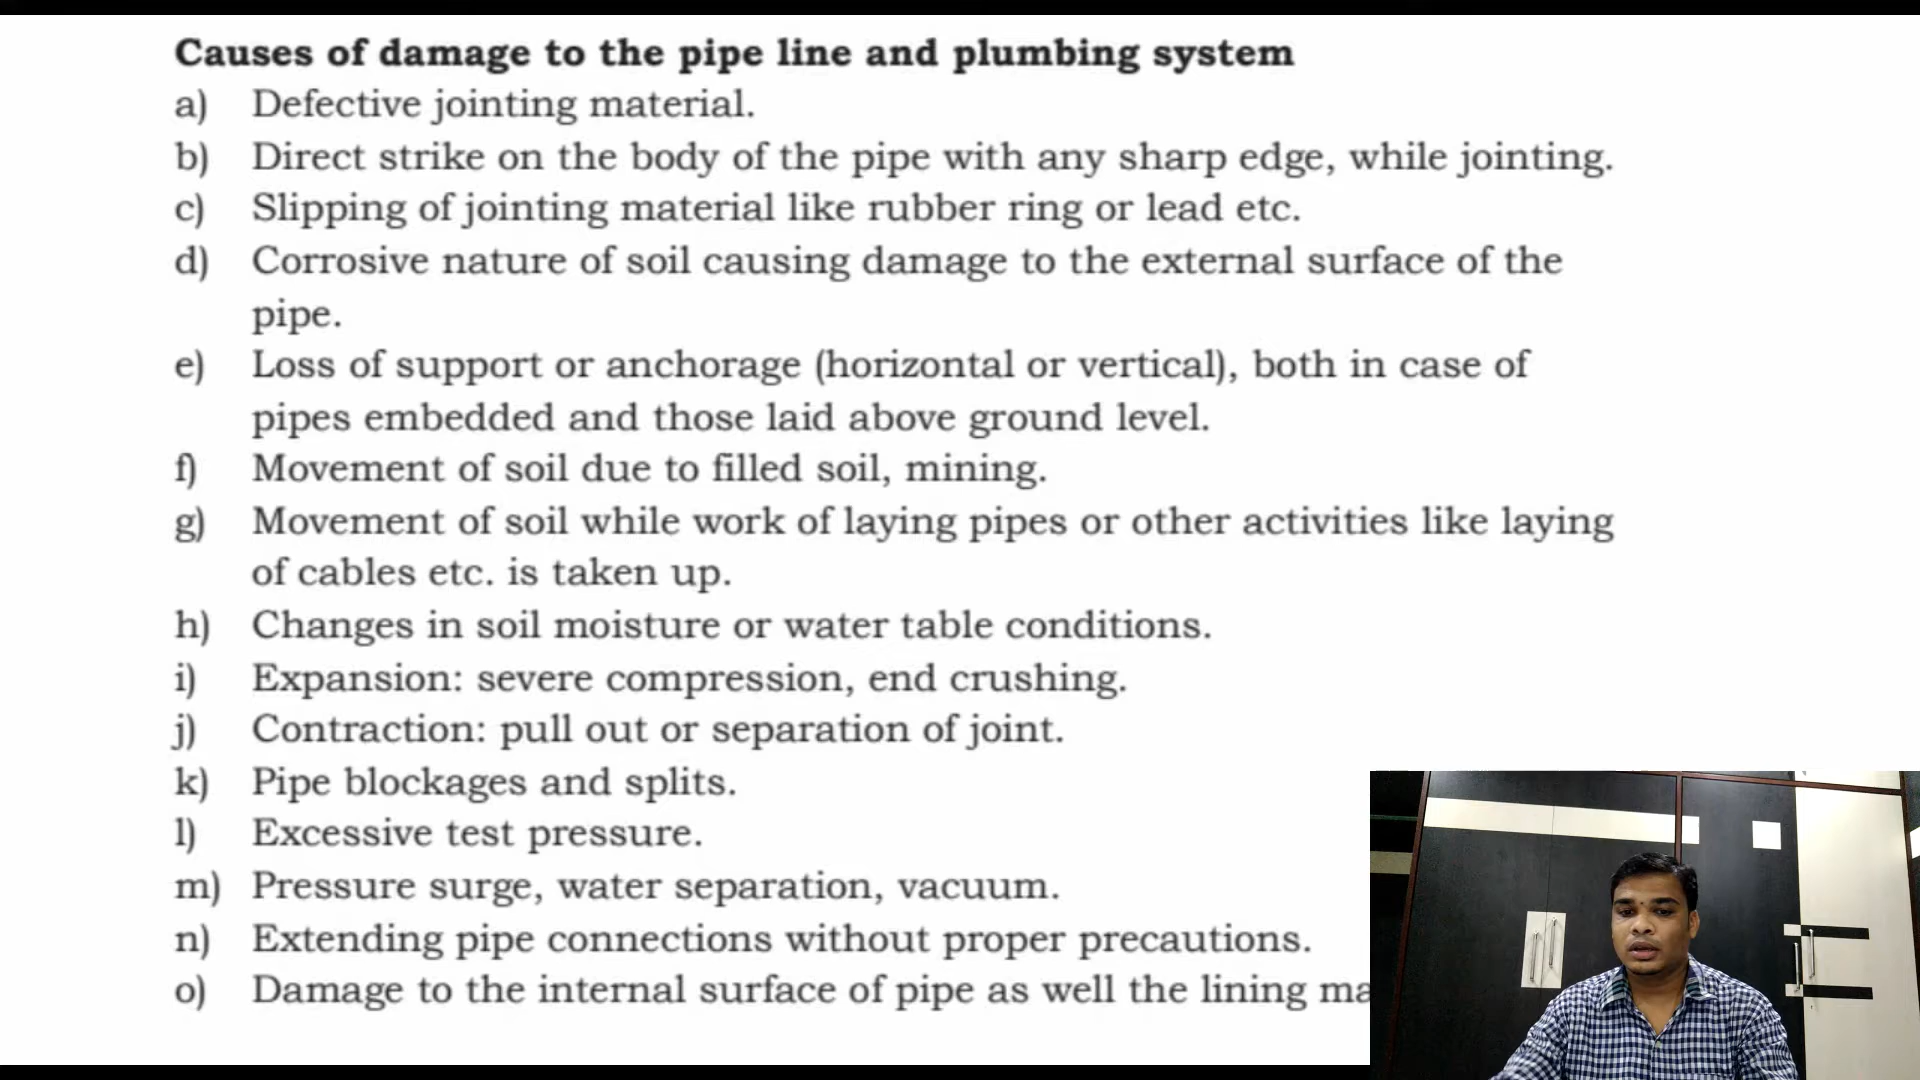 Causes of damage to the pipe line and plumbing system
a) Defective jointing material.
b) Direct strike on the body of the pipe with any sharp edge, while jointing.
c) Slipping of jointing material like rubber ring or lead etc.
d) Corrosive nature of soil causing damage to the external surface of the
pipe.
e) Loss of support or anchorage (horizontal or vertical), both in case of
pipes embedded and those laid above ground level.
f) Movement of soil due to filled soil, mining.
g) Movement of soil while work of laying pipes or other activities like laying
of cables etc. is taken up.
h) Changes in soil moisture or water table conditions.
i) Expansion: severe compression, end crushing.
j) Contraction: pull out or separation of joint.
k) Pipe blockages and splits.
l) Excessive test pressure.
m) Pressure surge, water separation, vacuum.
n) Extending pipe connections without proper precautions.
o) Damage to the internal surface of pipe as well the lining